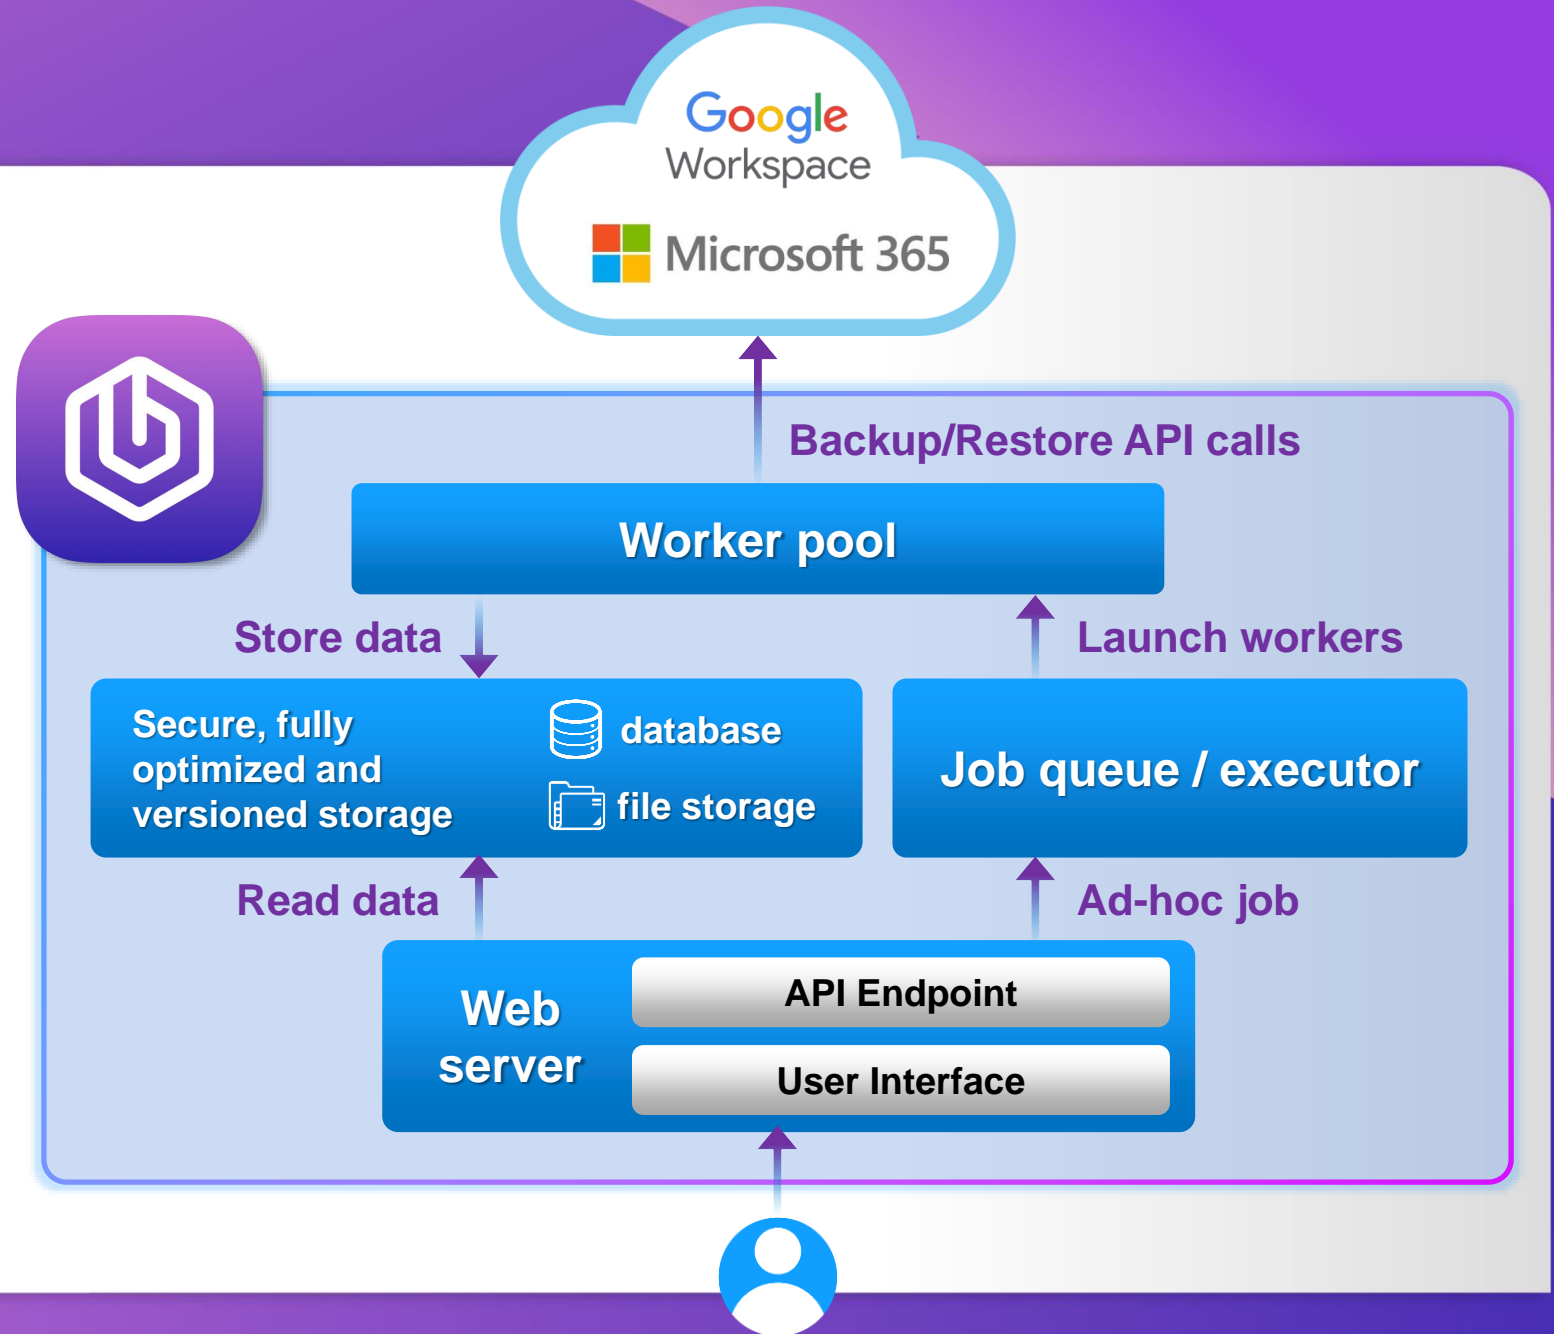 Google
Workspace
Microsoft 365
Backup/Restore API calls
Worker pool
Store data
Launch workers
Secure, fully
optimized and
versioned storage
database
file storage
Job queue / executor
Read data
Ad-hoc job
Web
server
API Endpoint
User Interface